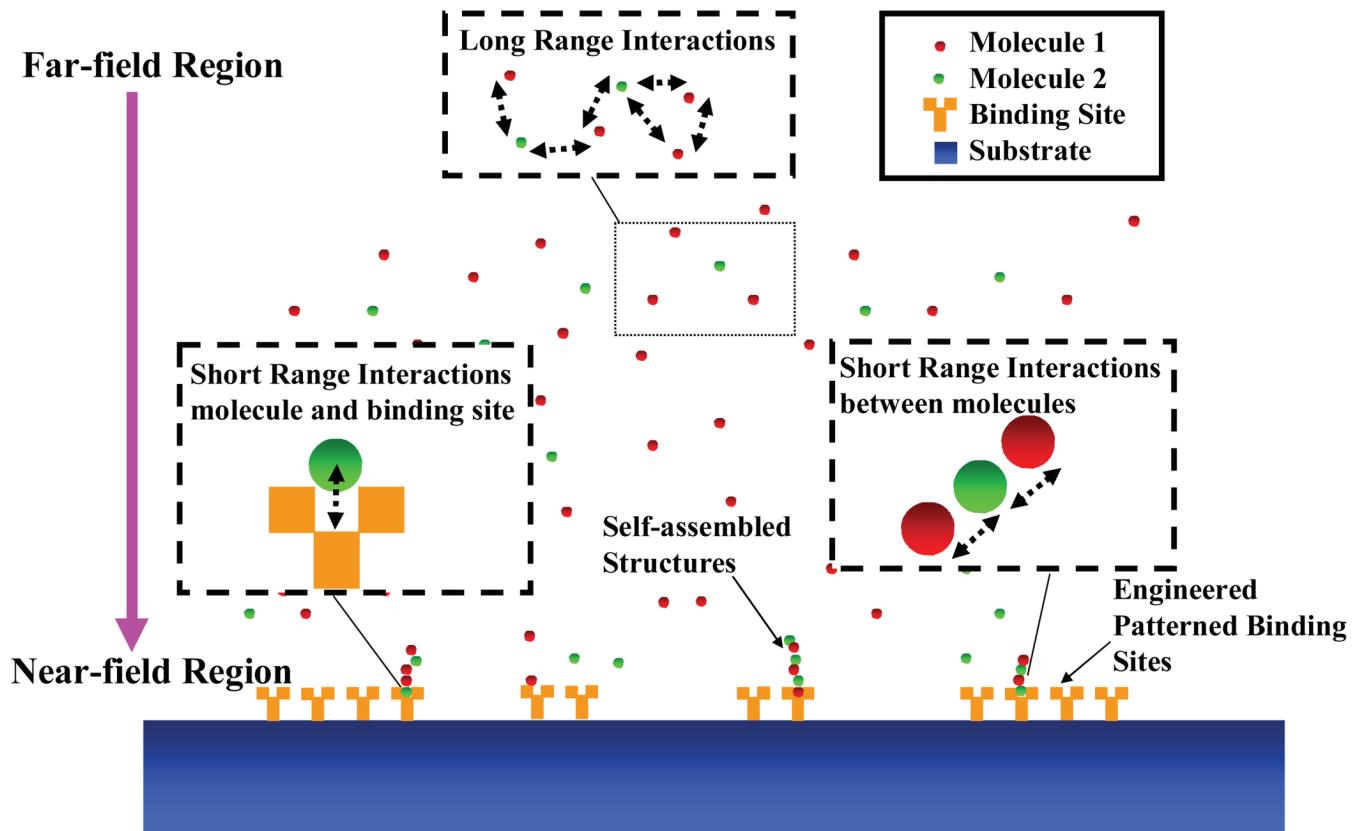 Far-field Region
Long Range Interactions
Molecule 1
Molecule 2
Binding Site
Substrate
Short Range Interactions
molecule and binding site
Short Range Interactions
between molecules
Self-assembled
Structures
Engineered
Patterned Binding
Sites
Near-field Region